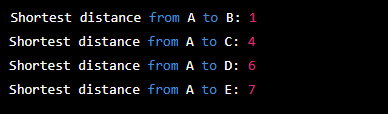 Shortest distance from A to B: 1
Shortest distance from A to C: 4
Shortest distance from A to D: 6
Shortest distance from A to E: 7